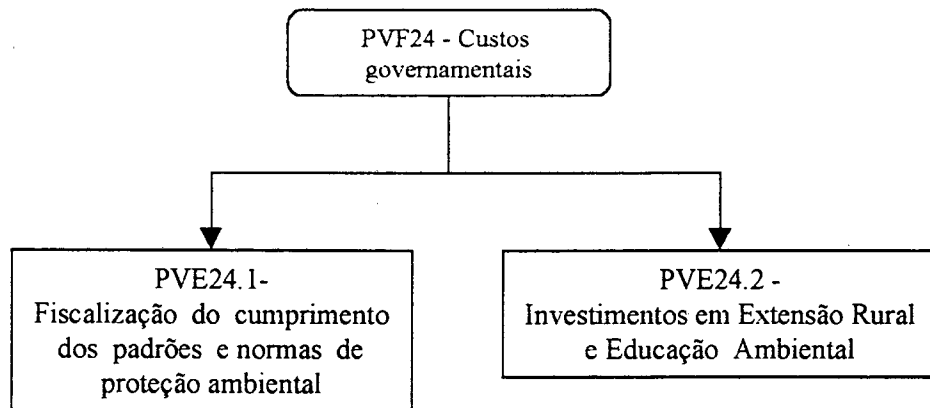 PVF24 - Custos
governamentais
PVE24.1-
Fiscalização do cumprimento
dos padrões e normas de
proteção ambiental
PVE24.2 -
Investimentos em Extensão Rural
e Educação Ambiental